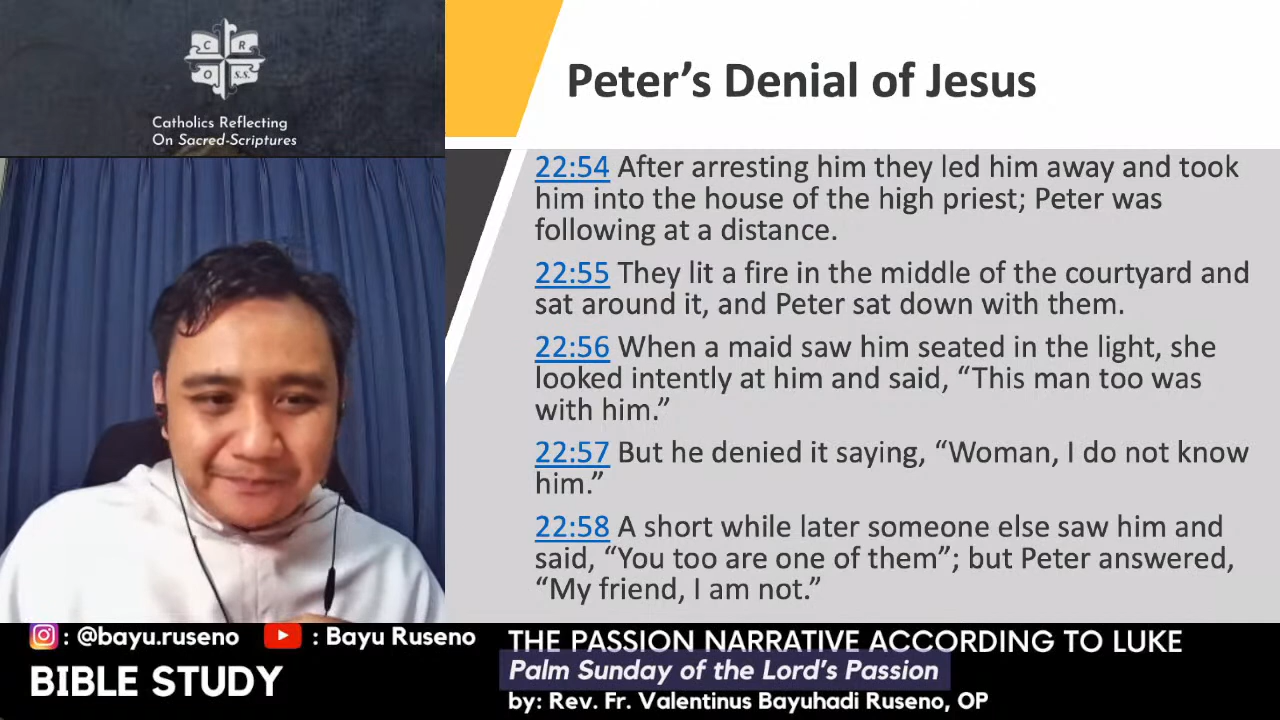 C R
O S.S.
Catholics Reflecting
On Sacred-Scriptures
Peter’s Denial of Jesus
22:54 After arresting him they led him away and took
him into the house of the high priest; Peter was
following at a distance.
22:55 They lit a fire in the middle of the courtyard and
sat around it, and Peter sat down with them.
22:56 When a maid saw him seated in the light, she
looked intently at him and said, “This man too was
with him.”
22:57 But he denied it saying, “Woman, I do not know
him.”
22:58 A short while later someone else saw him and
said, “You too are one of them”; but Peter answered,
“My friend, I am not.”
: @bayu.ruseno : Bayu Ruseno
BIBLE STUDY
THE PASSION NARRATIVE ACCORDING TO LUKE
Palm Sunday of the Lord’s Passion
by: Rev. Fr. Valentinus Bayuhadi Ruseno, OP